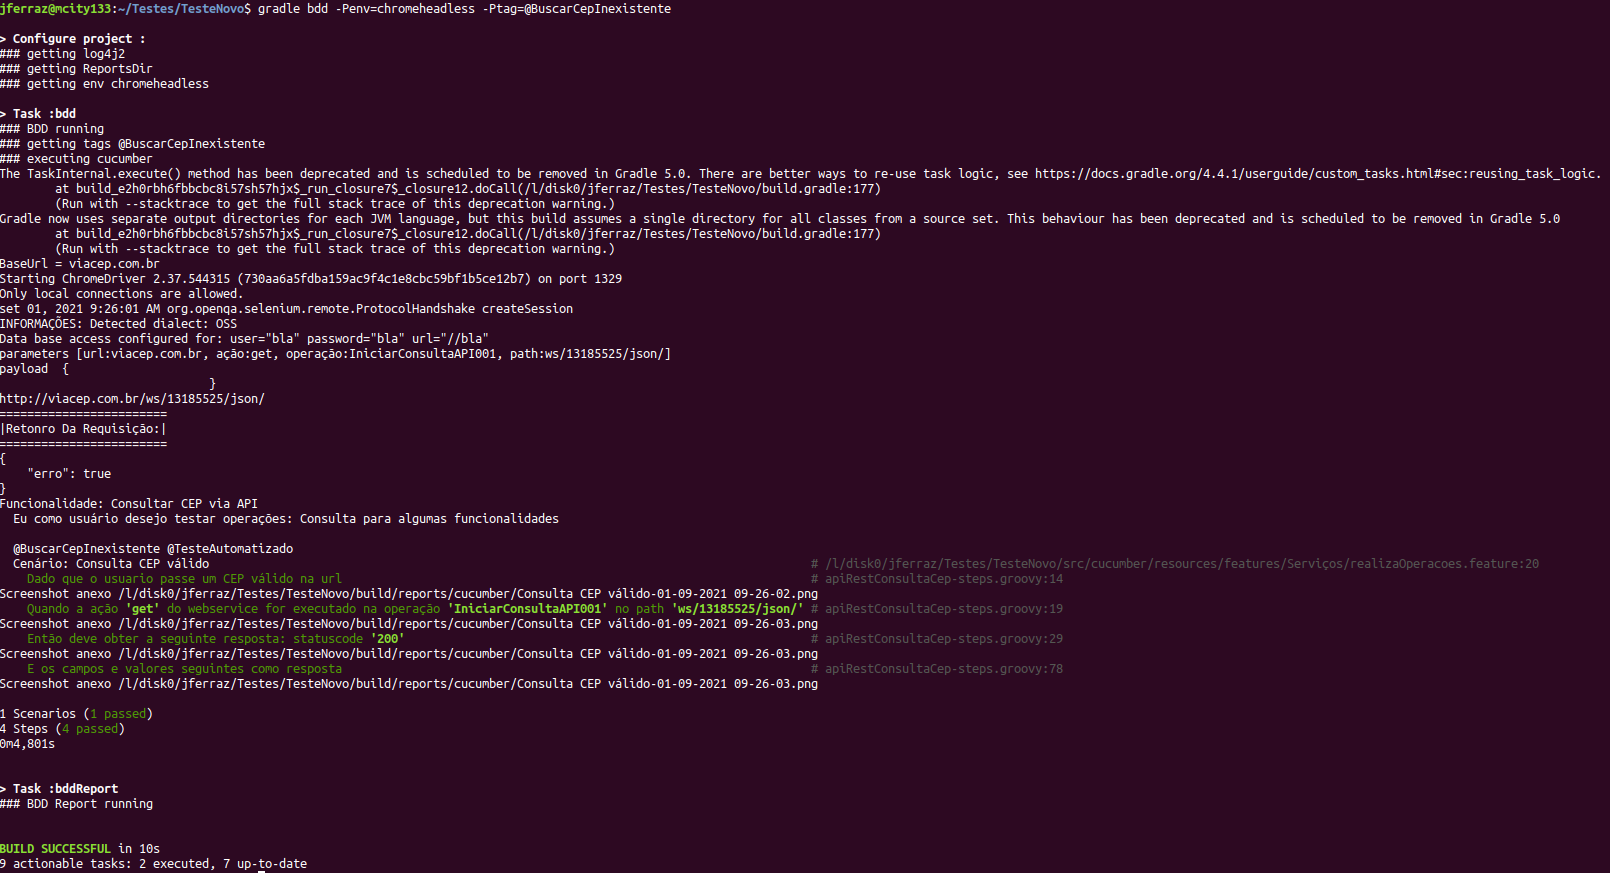 jferraz@mcity133:~/Testes/TesteNovo$ gradle bdd -Penv=chromeheadless -Ptag=@BuscarCepInexistente
> Configure project :
### getting log4j2
### getting ReportsDir
### getting env chromeheadless
> Task :bdd
### BDD running
### getting tags @BuscarCepInexistente
### executing cucumber
The TaskInternal.execute() method has been deprecated and is scheduled to be removed in Gradle 5.0. There are better ways to re-use task logic, see https://docs.gradle.org/4.4.1/userguide/custom_tasks.html#sec:reusing_task_logic.
at build_e2h0rbh6fbbcbc8i57sh57hjx$_run_closure7$_closure12.doCall(/l/disk0/jferraz/Testes/TesteNovo/build.gradle:177)
(Run with --stacktrace to get the full stack trace of this deprecation warning.)
Gradle now uses separate output directories for each JVM language, but this build assumes a single directory for all classes from a source set. This behaviour has been deprecated and is scheduled to be removed in Gradle 5.0
at build_e2h0rbh6fbbcbc8i57sh57hjx$_run_closure7$_closure12.doCall(/l/disk0/jferraz/Testes/TesteNovo/build.gradle:177)
(Run with --stacktrace to get the full stack trace of this deprecation warning.)
BaseUrl = viacep.com.br
Starting ChromeDriver 2.37.544315 (730aa6a5fdba159ac9f4c1e8cbc59bf1b5ce12b7) on port 1329
Only local connections are allowed.
set 01, 2021 9:26:01 AM org.openqa.selenium.remote.ProtocolHandshake createSession
INFORMAÇÕES: Detected dialect: OSS
Data base access configured for: user="bla" password="bla" url="//bla"
parameters [url:viacep.com.br, ação:get, operação:IniciarConsultaAPI001, path:ws/13185525/json/]
payload  {
}
http://viacep.com.br/ws/13185525/json/
========================
|Retonro Da Requisição:|
========================
{
"erro": true
}
Funcionalidade: Consultar CEP via API
Eu como usuário desejo testar operações: Consulta para algumas funcionalidades
@BuscarCepInexistente @TesteAutomatizado
Cenário: Consulta CEP válido # /l/disk0/jferraz/Testes/TesteNovo/src/cucumber/resources/features/Serviços/realizaOperacoes.feature:20
Dado que o usuario passe um CEP válido na url # apiRestConsultaCep-steps.groovy:14
Screenshot anexo /l/disk0/jferraz/Testes/TesteNovo/build/reports/cucumber/Consulta CEP válido-01-09-2021 09-26-02.png
Quando a ação 'get' do webservice for executado na operação 'IniciarConsultaAPI001' no path 'ws/13185525/json/' # apiRestConsultaCep-steps.groovy:19
Screenshot anexo /l/disk0/jferraz/Testes/TesteNovo/build/reports/cucumber/Consulta CEP válido-01-09-2021 09-26-03.png
Então deve obter a seguinte resposta: statuscode '200' # apiRestConsultaCep-steps.groovy:29
Screenshot anexo /l/disk0/jferraz/Testes/TesteNovo/build/reports/cucumber/Consulta CEP válido-01-09-2021 09-26-03.png
E os campos e valores seguintes como resposta # apiRestConsultaCep-steps.groovy:78
Screenshot anexo /l/disk0/jferraz/Testes/TesteNovo/build/reports/cucumber/Consulta CEP válido-01-09-2021 09-26-03.png
1 Scenarios (1 passed)
4 Steps (4 passed)
0m4,801s
> Task :bddReport
### BDD Report running
BUILD SUCCESSFUL in 10s
9 actionable tasks: 2 executed, 7 up-to-date